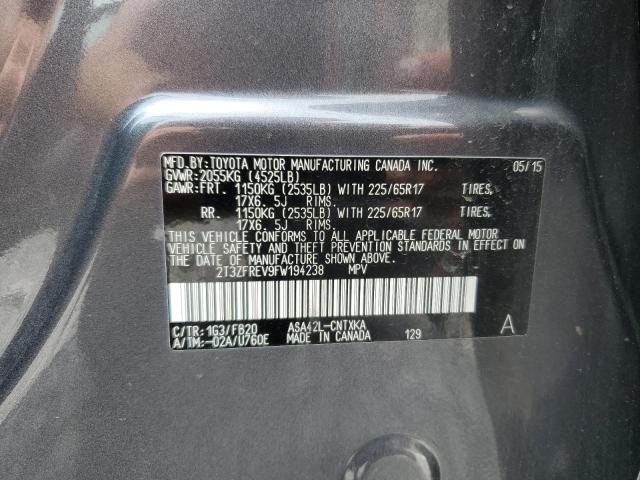 MFD.BY:TOYOTA MOTOR MANUFACTURING CANADA INC. 05/15
GVWR:2055KG (4525LB)
GAWR:FRT. 1150KG (2535LB) WITH 225/65R17 TIRES,
17X6. 5J RIMS.
RR. 1150KG (2535LB) WITH 225/65R17 TIRES,
17X6. 5J RIMS.
THIS VEHICLE CONFORMS TO ALL APPLICABLE FEDERAL MOTOR
VEHICLE SAFETY AND THEFT PREVENTION STANDARDS IN EFFECT ON
THE DATE OF MANUFACTURE SHOWN ABOVE.
2T3ZFREV9FW194238 MPV
C/TR:1G3/FB20 ASA42L-CNTXKA
A/TM:-02A/U760E MADE IN CANADA 129 A